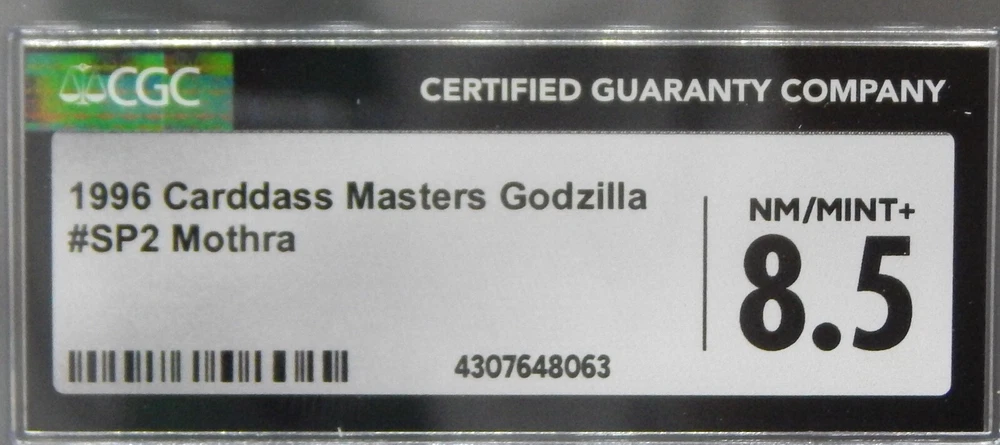 CGC
CERTIFIED GUARANTY COMPANY
1996 Carddass Masters Godzilla
#SP2 Mothra
NM/MINT+
8.5
4307648063